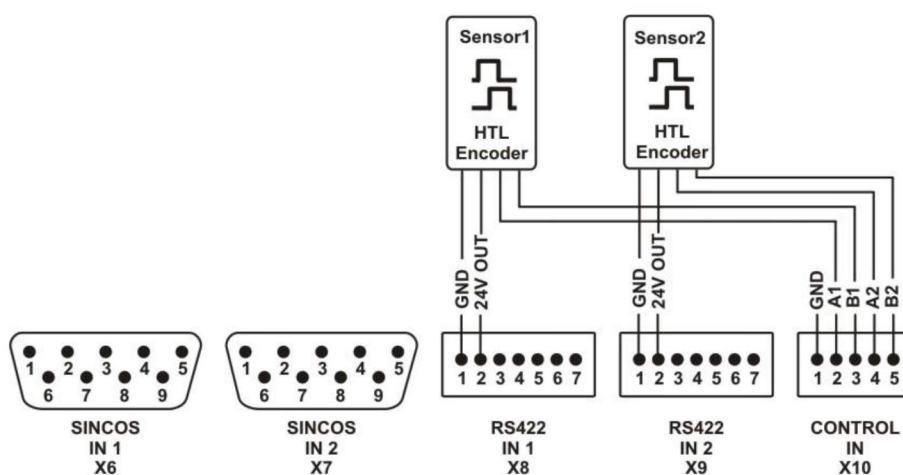 Sensor1
HTL
Encoder
Sensor2
HTL
Encoder
GND
24V OUT
GND
24V OUT
GND
A1
B1
A2
B2
1 2 3 4 5
6 7 8 9
SINCOS
IN 1
X6
1 2 3 4 5
6 7 8 9
SINCOS
IN 2
X7
1 2 3 4 5 6 7
RS422
IN 1
X8
1 2 3 4 5 6 7
RS422
IN 2
X9
1 2 3 4 5
CONTROL
IN
X10